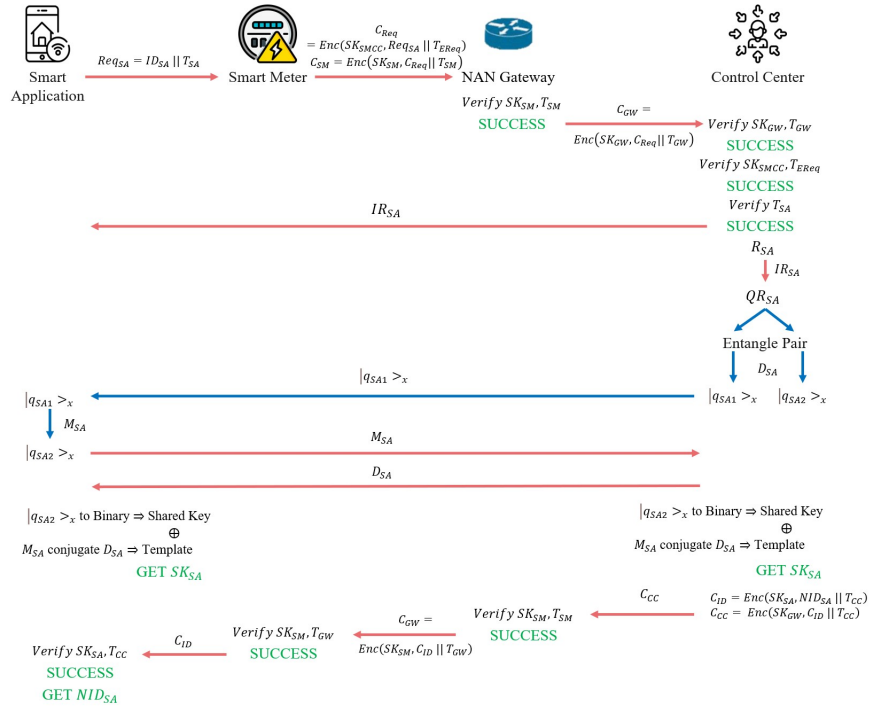 C_Req
= Enc(SK_SMCC, Req_SA || T_EReq)
Req_SA = ID_SA || T_SA
C_SM = Enc(SK_SM, C_Req || T_SM)
Smart Application
Smart Meter
NAN Gateway
Control Center
Verify SK_SM, T_SM
SUCCESS
C_GW =
Enc(SK_GW, C_Req || T_GW)
Verify SK_GW, T_GW
SUCCESS
Verify SK_SMCC, T_EReq
SUCCESS
Verify T_SA
SUCCESS
IR_SA
R_SA
IR_SA
QR_SA
Entangle Pair
D_SA
|q_SA1 >_x
|q_SA1 >_x
|q_SA1 >_x |q_SA2 >_x
M_SA
|q_SA2 >_x
M_SA
D_SA
|q_SA2 >_x to Binary ⇒ Shared Key
⊕
M_SA conjugate D_SA ⇒ Template
GET SK_SA
|q_SA2 >_x to Binary ⇒ Shared Key
⊕
M_SA conjugate D_SA ⇒ Template
GET SK_SA
C_ID = Enc(SK_SA, NID_SA || T_CC)
C_CC = Enc(SK_GW, C_ID || T_CC)
C_CC
Verify SK_SM, T_SM
SUCCESS
C_GW =
Enc(SK_SM, C_ID || T_GW)
Verify SK_SM, T_GW
SUCCESS
C_ID
Verify SK_SA, T_CC
SUCCESS
GET NID_SA